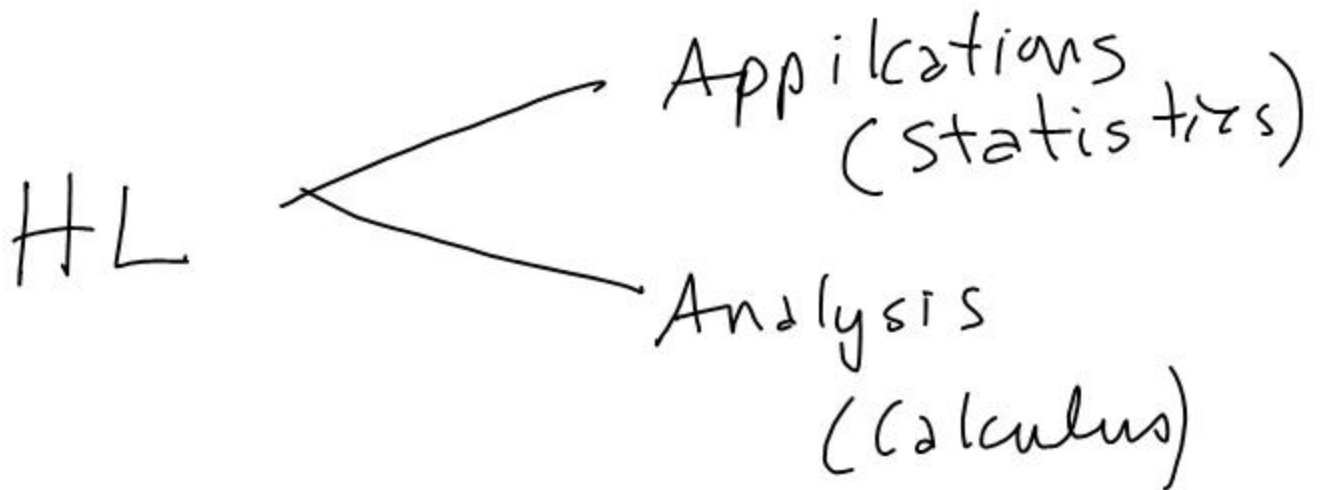 HL
Appilcations
(Statistics)
Analysis
(Calculus)